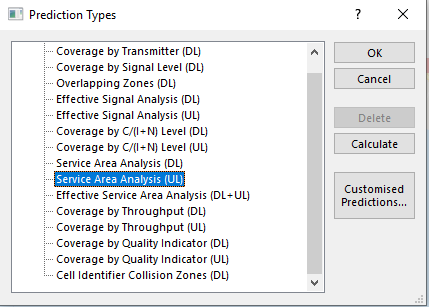 Prediction Types
?
Coverage by Transmitter (DL)
Coverage by Signal Level (DL)
Overlapping Zones (DL)
Effective Signal Analysis (DL)
Effective Signal Analysis (UL)
Coverage by C/(I+N) Level (DL)
Coverage by C/(I+N) Level (UL)
Service Area Analysis (DL)
Service Area Analysis (UL)
Effective Service Area Analysis (DL+UL)
Coverage by Throughput (DL)
Coverage by Throughput (UL)
Coverage by Quality Indicator (DL)
Coverage by Quality Indicator (UL)
Cell Identifier Collision Zones (DL)
OK
Cancel
Delete
Calculate
Customised
Predictions...